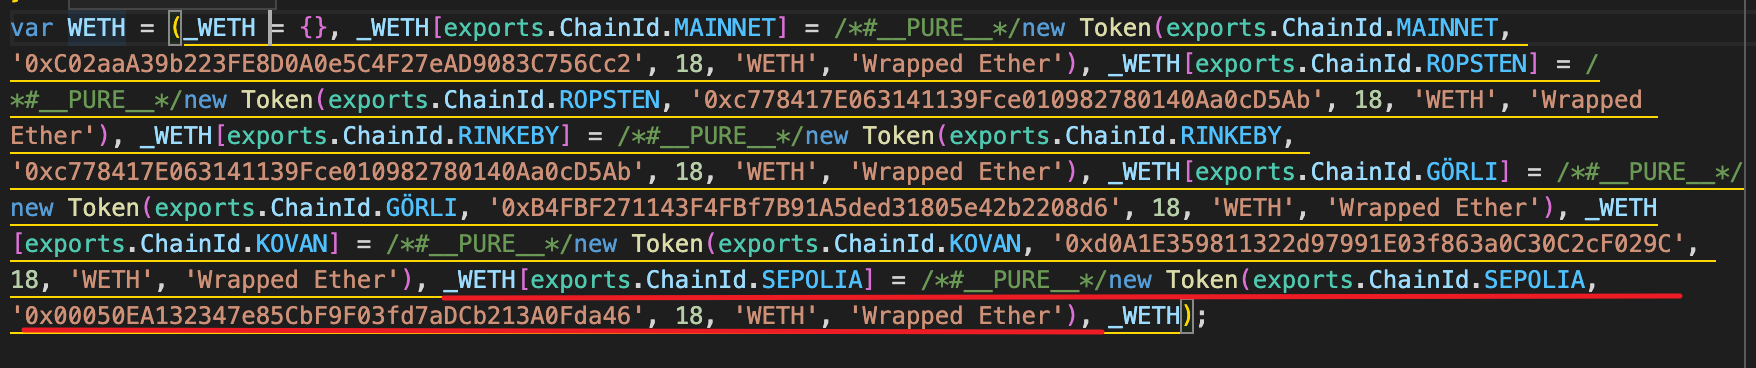 var WETH = (_WETH = {}, _WETH[exports.ChainId.MAINNET] = /*#__PURE__*/new Token(exports.ChainId.MAINNET,
'0xC02aaA39b223FE8D0A0e5C4F27eAD9083C756Cc2', 18, 'WETH', 'Wrapped Ether'), _WETH[exports.ChainId.ROPSTEN] = /
*#__PURE__*/new Token(exports.ChainId.ROPSTEN, '0xc778417E063141139Fce010982780140Aa0cD5Ab', 18, 'WETH', 'Wrapped
Ether'), _WETH[exports.ChainId.RINKEBY] = /*#__PURE__*/new Token(exports.ChainId.RINKEBY,
'0xc778417E063141139Fce010982780140Aa0cD5Ab', 18, 'WETH', 'Wrapped Ether'), _WETH[exports.ChainId.GÖRLI] = /*#__PURE__*/
new Token(exports.ChainId.GÖRLI, '0xB4FBF271143F4FBf7B91A5ded31805e42b2208d6', 18, 'WETH', 'Wrapped Ether'), _WETH
[exports.ChainId.KOVAN] = /*#__PURE__*/new Token(exports.ChainId.KOVAN, '0xd0A1E359811322d97991E03f863a0C30C2cF029C',
18, 'WETH', 'Wrapped Ether'), _WETH[exports.ChainId.SEPOLIA] = /*#__PURE__*/new Token(exports.ChainId.SEPOLIA,
'0x00050EA132347e85CbF9F03fd7aDCb213A0Fda46', 18, 'WETH', 'Wrapped Ether'), _WETH);